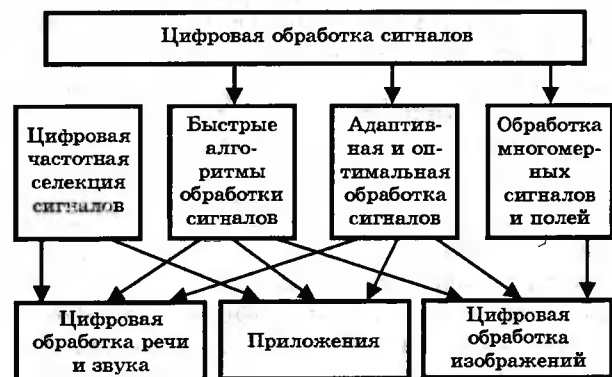 Цифровая обработка сигналов
Цифровая
частотная
селекция
сигналов
Быстрые
алго-
ритмы
обработки
сигналов
Адаптив-
ная и оп-
тимальная
обработка
сигналов
Обработка
многомер-
ных
сигналов
и полей
Цифровая
обработка речи
и звука
Приложения
Цифровая
обработка
изображений